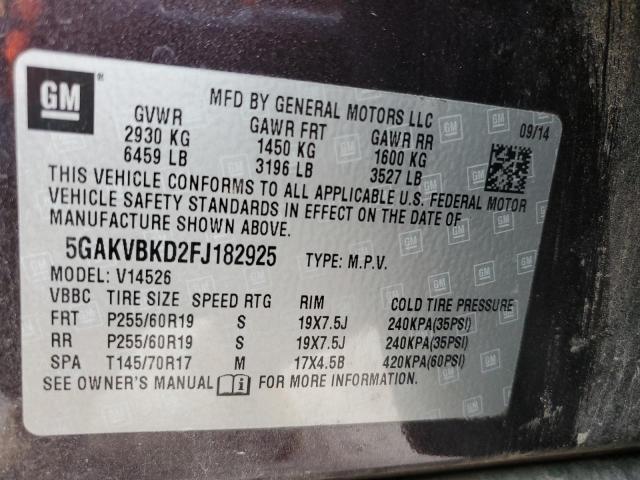 GM
MFD BY GENERAL MOTORS LLC
09/14
GVWR GAWR FRT GAWR RR
2930 KG 1450 KG 1600 KG
6459 LB 3196 LB 3527 LB
THIS VEHICLE CONFORMS TO ALL APPLICABLE U.S. FEDERAL MOTOR
VEHICLE SAFETY STANDARDS IN EFFECT ON THE DATE OF
MANUFACTURE SHOWN ABOVE.
5GAKVBKD2FJ182925 TYPE: M.P.V.
MODEL: V14526
VBBC TIRE SIZE SPEED RTG RIM COLD TIRE PRESSURE
FRT P255/60R19 S 19X7.5J 240KPA(35PSI)
RR P255/60R19 S 19X7.5J 240KPA(35PSI)
SPA T145/70R17 M 17X4.5B 420KPA(60PSI)
SEE OWNER'S MANUAL FOR MORE INFORMATION.